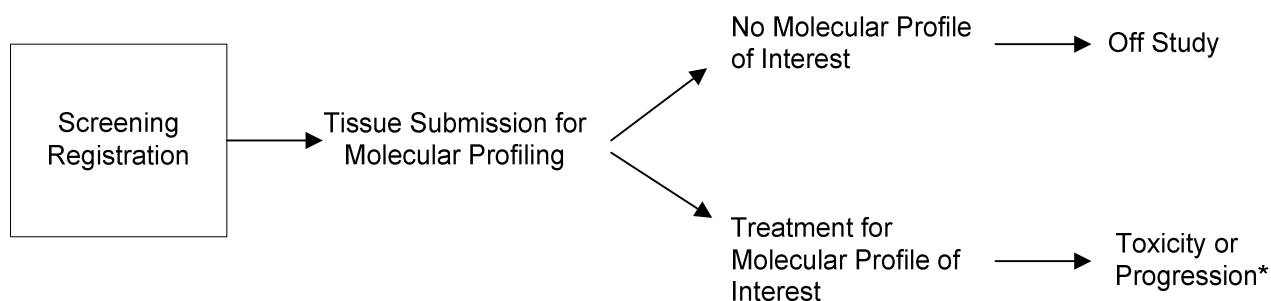 Screening
Registration
Tissue Submission for
Molecular Profiling
No Molecular Profile
of Interest
Off Study
Treatment for
Molecular Profile of
Interest
Toxicity or
Progression*